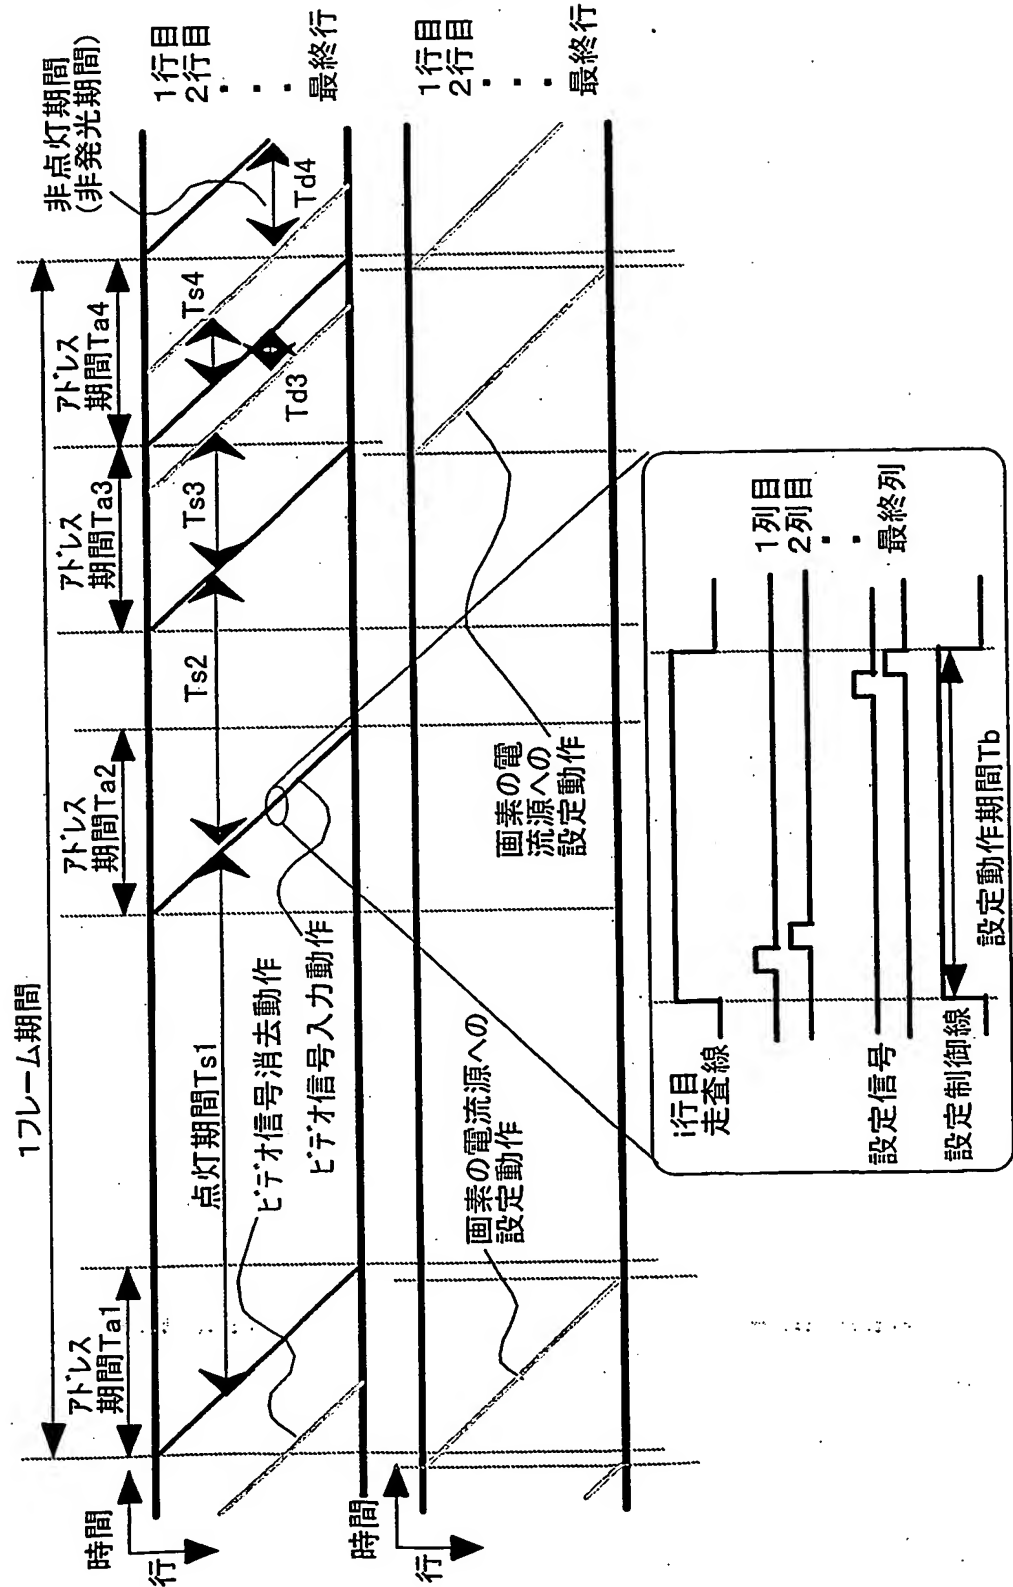 1フレーム期間
アドレス
期間Ta1
アドレス
期間Ta2
アドレス
期間Ta3
アドレス
期間Ta4
非点灯期間
(非発光期間)
時間
行
点灯期間Ts1
Ts2
Ts3
Ts4
Td3
Td4
1行目
2行目
・
・
・
最終行
ビデオ信号消去動作
ビデオ信号入力動作
時間
行
画素の電流源への
設定動作
画素の電
流源への
設定動作
1行目
2行目
・
・
・
最終行
i行目
走査線
設定信号
設定制御線
1列目
2列目
・
・
最終列
設定動作期間Tb